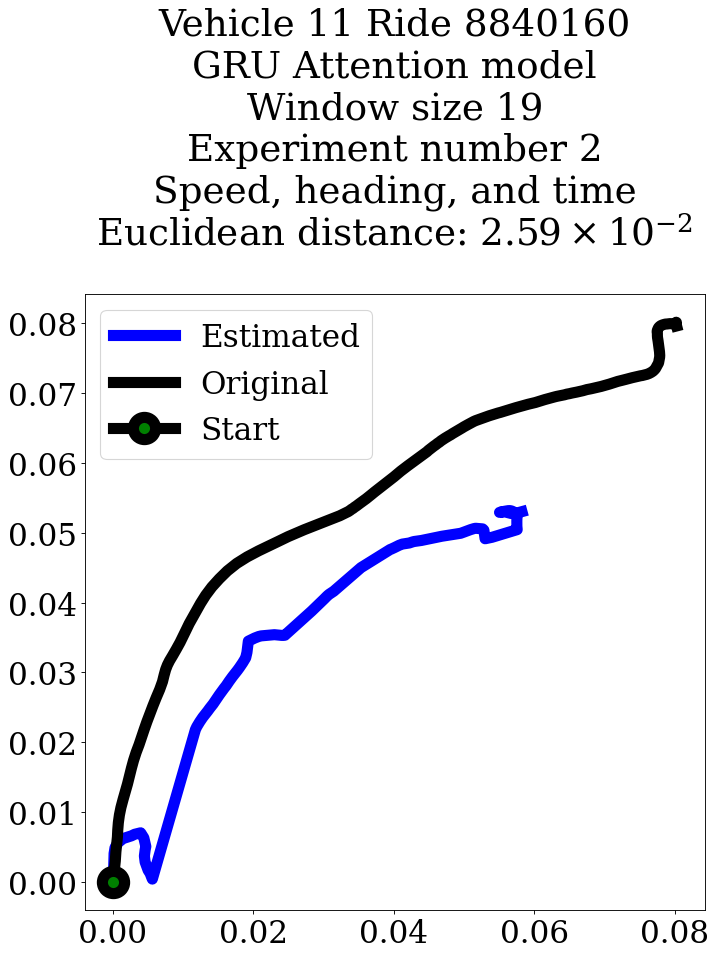 Vehicle 11 Ride 8840160
GRU Attention model
Window size 19
Experiment number 2
Speed, heading, and time
Euclidean distance: 2.59 × 10⁻²
Estimated
Original
Start
0.08
0.07
0.06
0.05
0.04
0.03
0.02
0.01
0.00
0.00 0.02 0.04 0.06 0.08